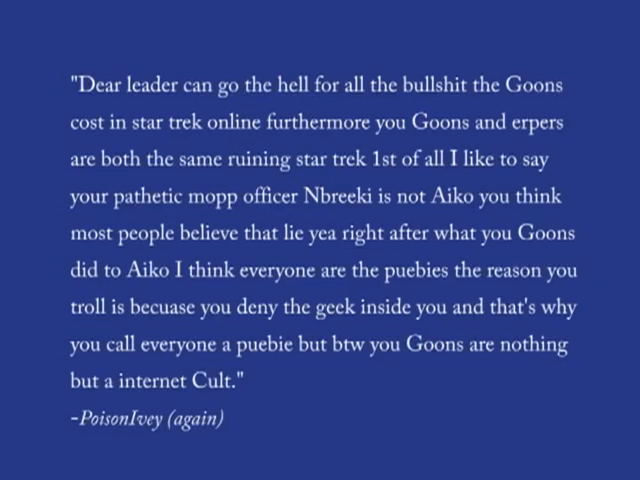 "Dear leader can go the hell for all the bullshit the Goons
cost in star trek online furthermore you Goons and erpers
are both the same ruining star trek 1st of all I like to say
your pathetic mopp officer Nbreeki is not Aiko you think
most people believe that lie yea right after what you Goons
did to Aiko I think everyone are the puebies the reason you
troll is becuase you deny the geek inside you and that's why
you call everyone a puebie but btw you Goons are nothing
but a internet Cult."
-PoisonIvey (again)